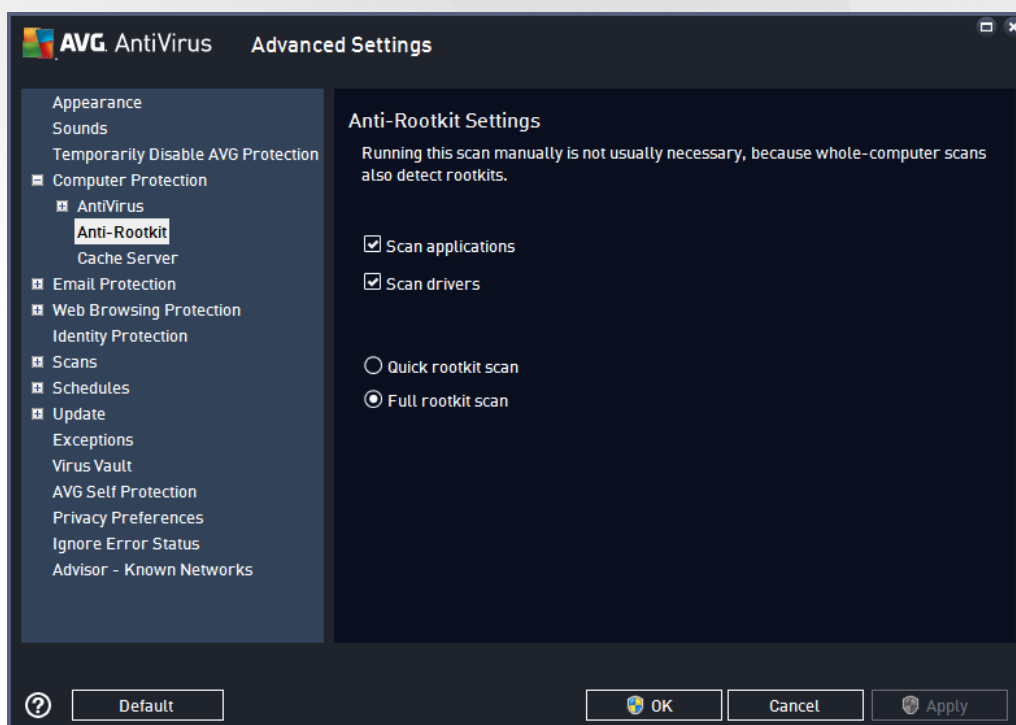 AVG. AntiVirus Advanced Settings
Appearance
Sounds
Temporarily Disable AVG Protection
Computer Protection
AntiVirus
Anti-Rootkit
Cache Server
Email Protection
Web Browsing Protection
Identity Protection
Scans
Schedules
Update
Exceptions
Virus Vault
AVG Self Protection
Privacy Preferences
Ignore Error Status
Advisor - Known Networks
Anti-Rootkit Settings
Running this scan manually is not usually necessary, because whole-computer scans
also detect rootkits.
Scan applications
Scan drivers
Quick rootkit scan
Full rootkit scan
? Default OK Cancel Apply